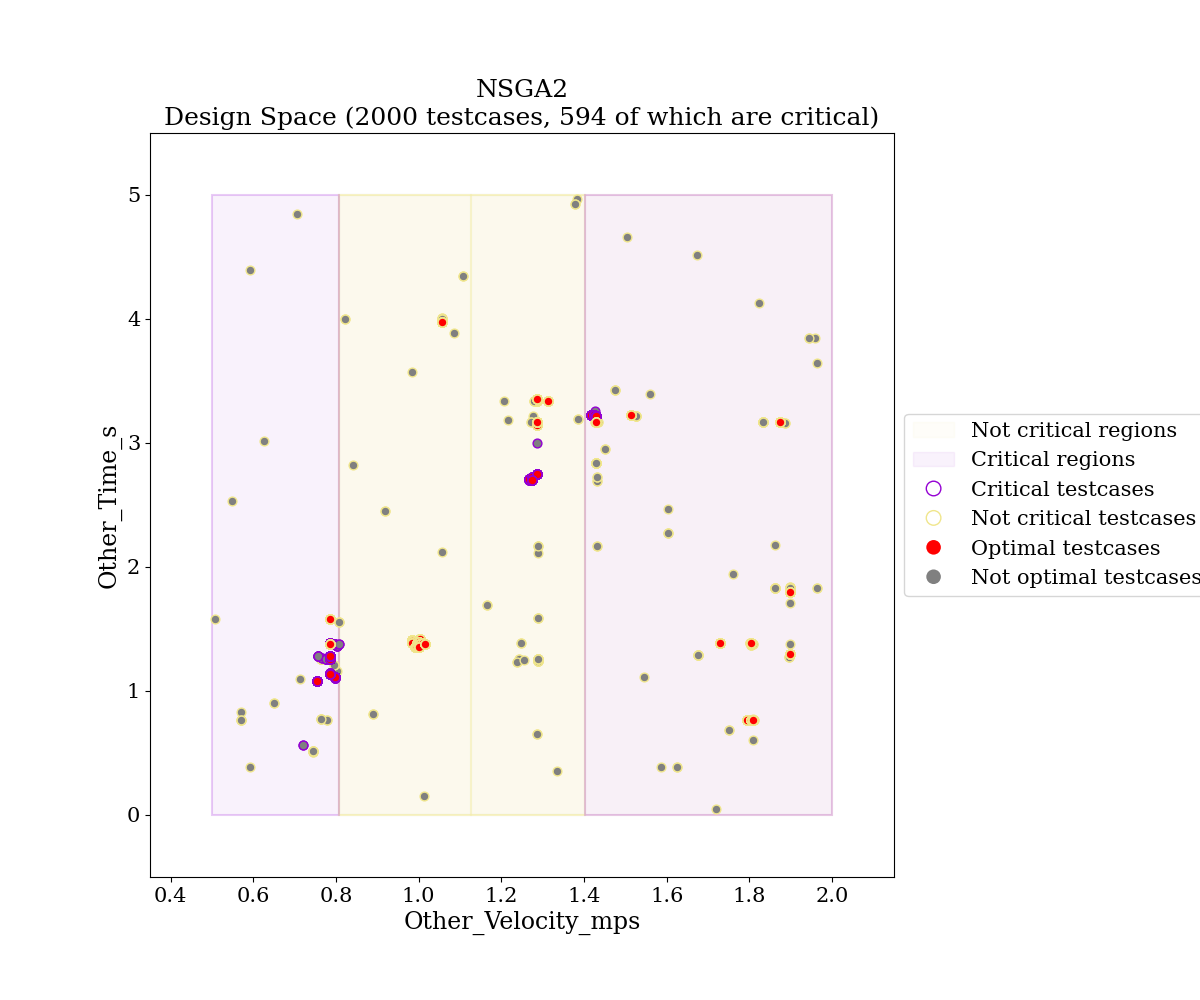 NSGA2
Design Space (2000 testcases, 594 of which are critical)
5
4
3
2
1
0
Other_Time_s
0.4 0.6 0.8 1.0 1.2 1.4 1.6 1.8 2.0
Other_Velocity_mps
Not critical regions
Critical regions
Critical testcases
Not critical testcases
Optimal testcases
Not optimal testcases